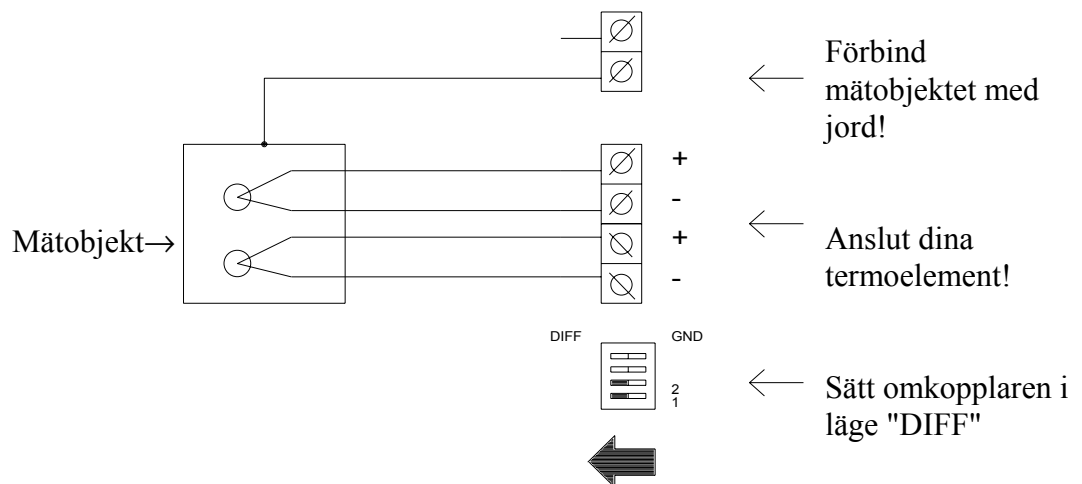 Förbind
mätobjektet med
jord!
+
-
Mätobjekt→
+
-
Anslut dina
termoelement!
DIFF
GND
2
1
Sätt omkopplaren i
läge "DIFF"